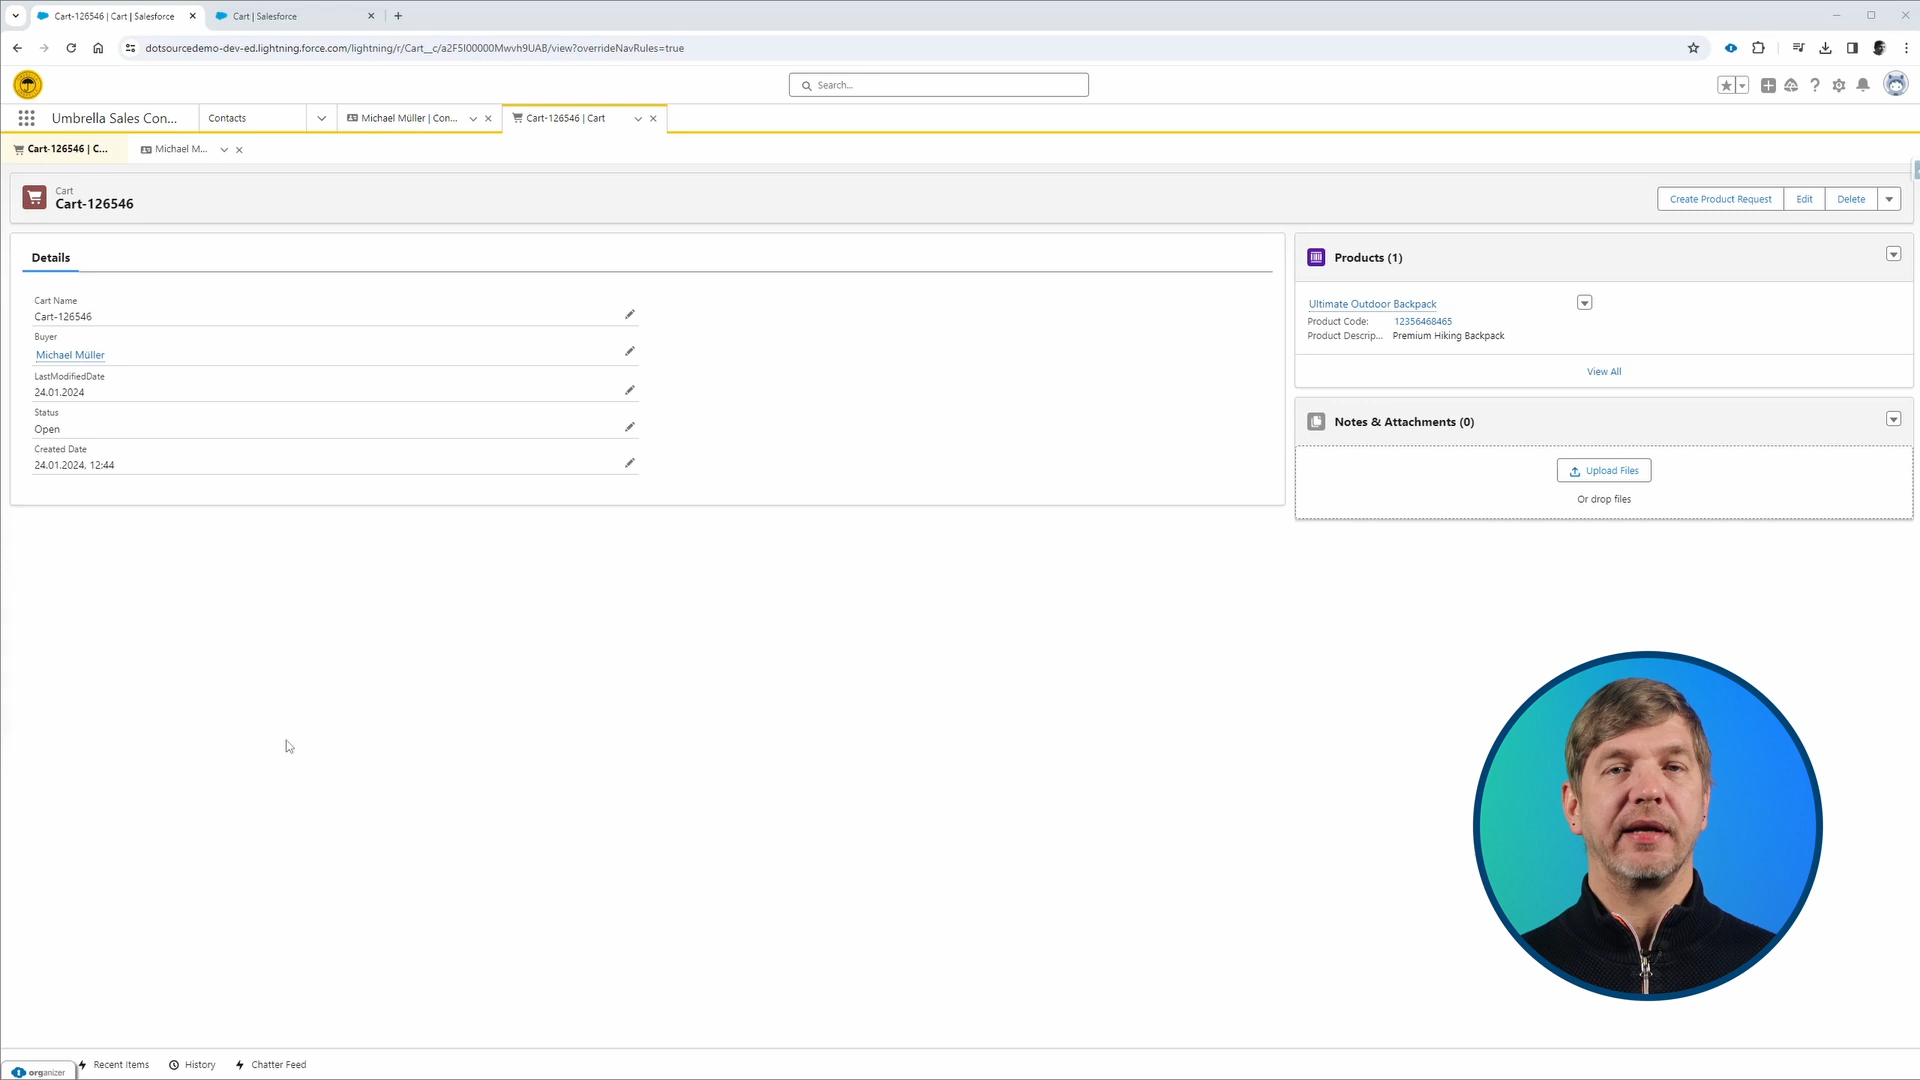 Cart-126546 | Cart | Salesforce
Cart | Salesforce
dotsourcedemo-dev-ed.lightning.force.com/lightning/r/Cart__c/a2F5I00000Mwvh9UAB/view?overrideNavRules=true
Search...
Umbrella Sales Con...
Contacts
Michael Müller | Con...
Cart-126546 | Cart
Cart-126546 | C...
Michael M...
Cart
Cart-126546
Create Product Request
Edit
Delete
Details
Cart Name
Cart-126546
Buyer
Michael Müller
LastModifiedDate
24.01.2024
Status
Open
Created Date
24.01.2024, 12:44
Products (1)
Ultimate Outdoor Backpack
Product Code: 12356468465
Product Descrip... Premium Hiking Backpack
View All
Notes & Attachments (0)
Upload Files
Or drop files
organizer
Recent Items
History
Chatter Feed